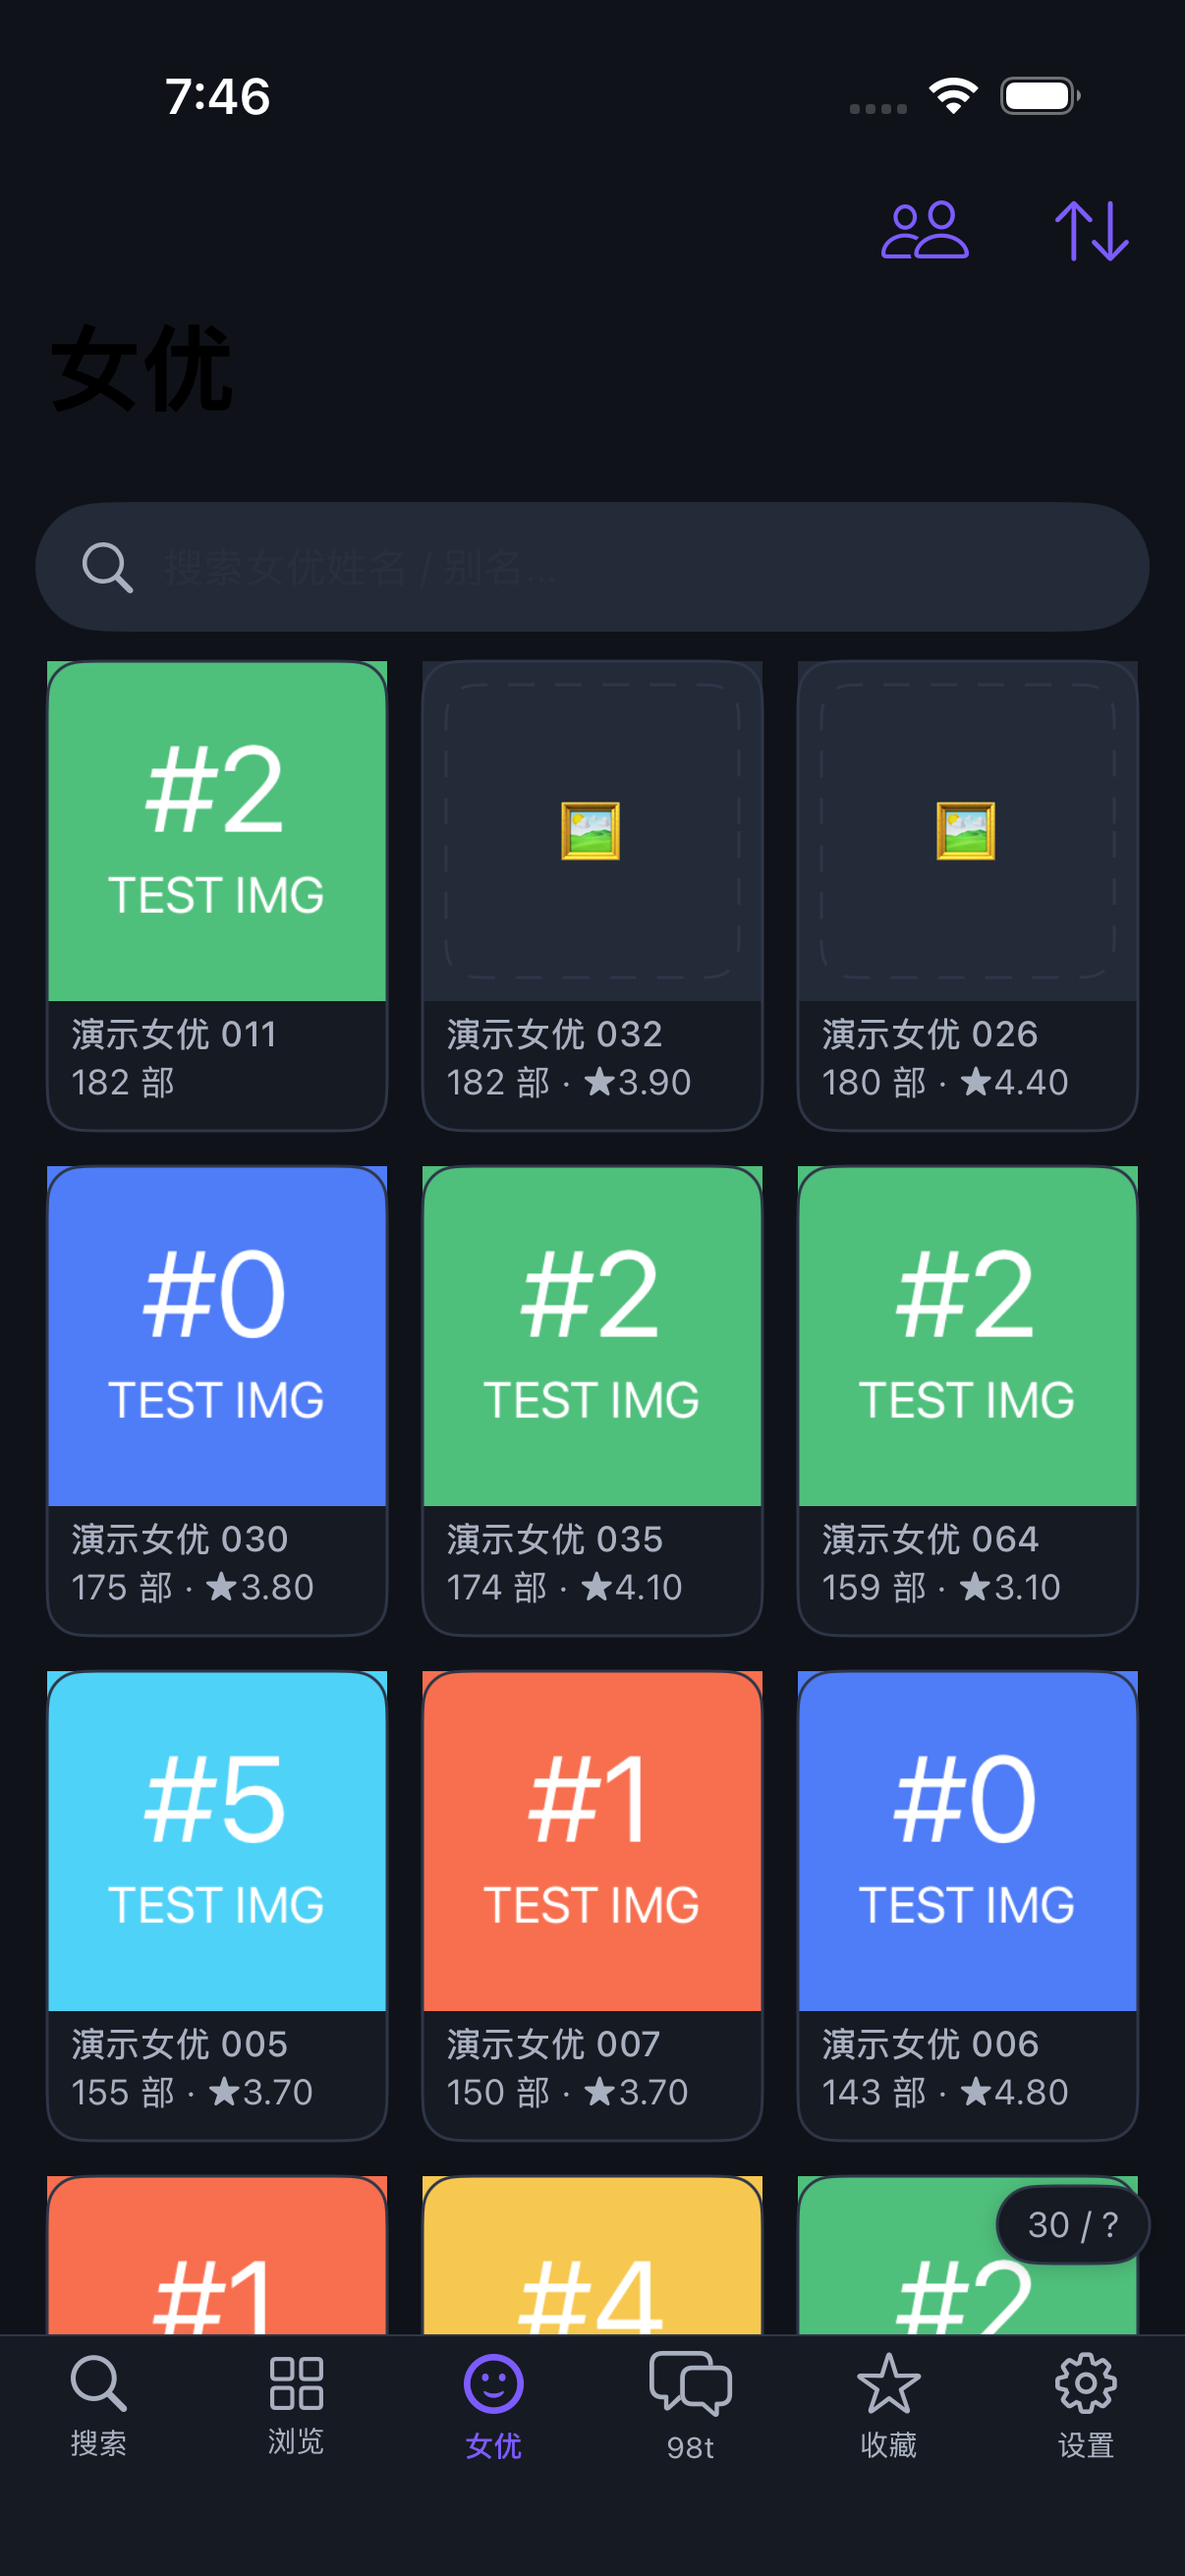 7:46
女优
搜索女优姓名 / 别名...
#2
TEST IMG
演示女优 011
182 部
演示女优 032
182 部 · ★3.90
演示女优 026
180 部 · ★4.40
#0
TEST IMG
演示女优 030
175 部 · ★3.80
#2
TEST IMG
演示女优 035
174 部 · ★4.10
#2
TEST IMG
演示女优 064
159 部 · ★3.10
#5
TEST IMG
演示女优 005
155 部 · ★3.70
#1
TEST IMG
演示女优 007
150 部 · ★3.70
#0
TEST IMG
演示女优 006
143 部 · ★4.80
#1
#4
#2
30 / ?
搜索
浏览
女优
98t
收藏
设置